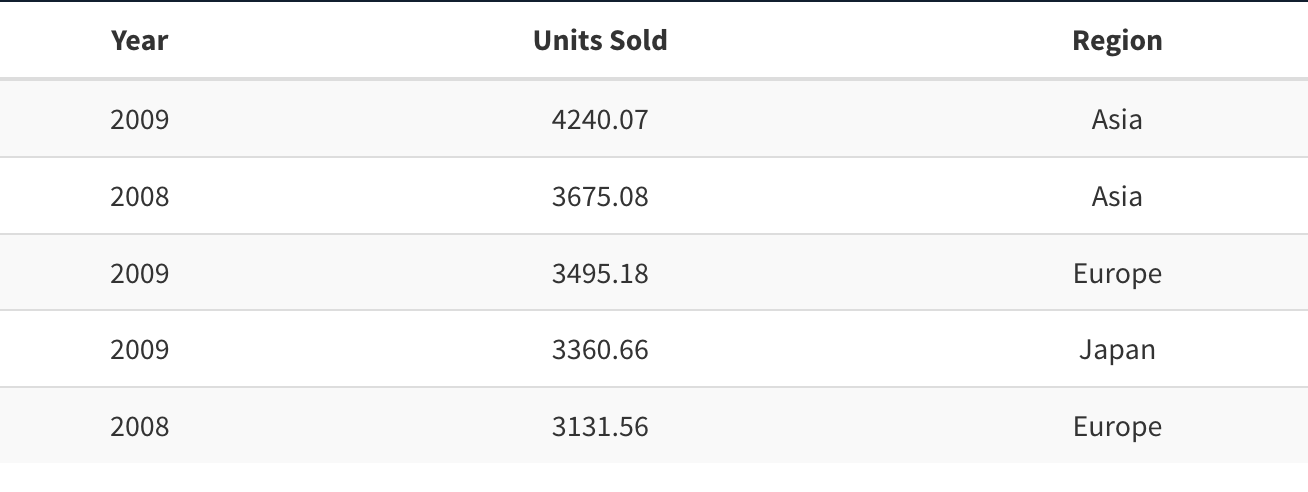 Year Units Sold Region
2009 4240.07 Asia
2008 3675.08 Asia
2009 3495.18 Europe
2009 3360.66 Japan
2008 3131.56 Europe